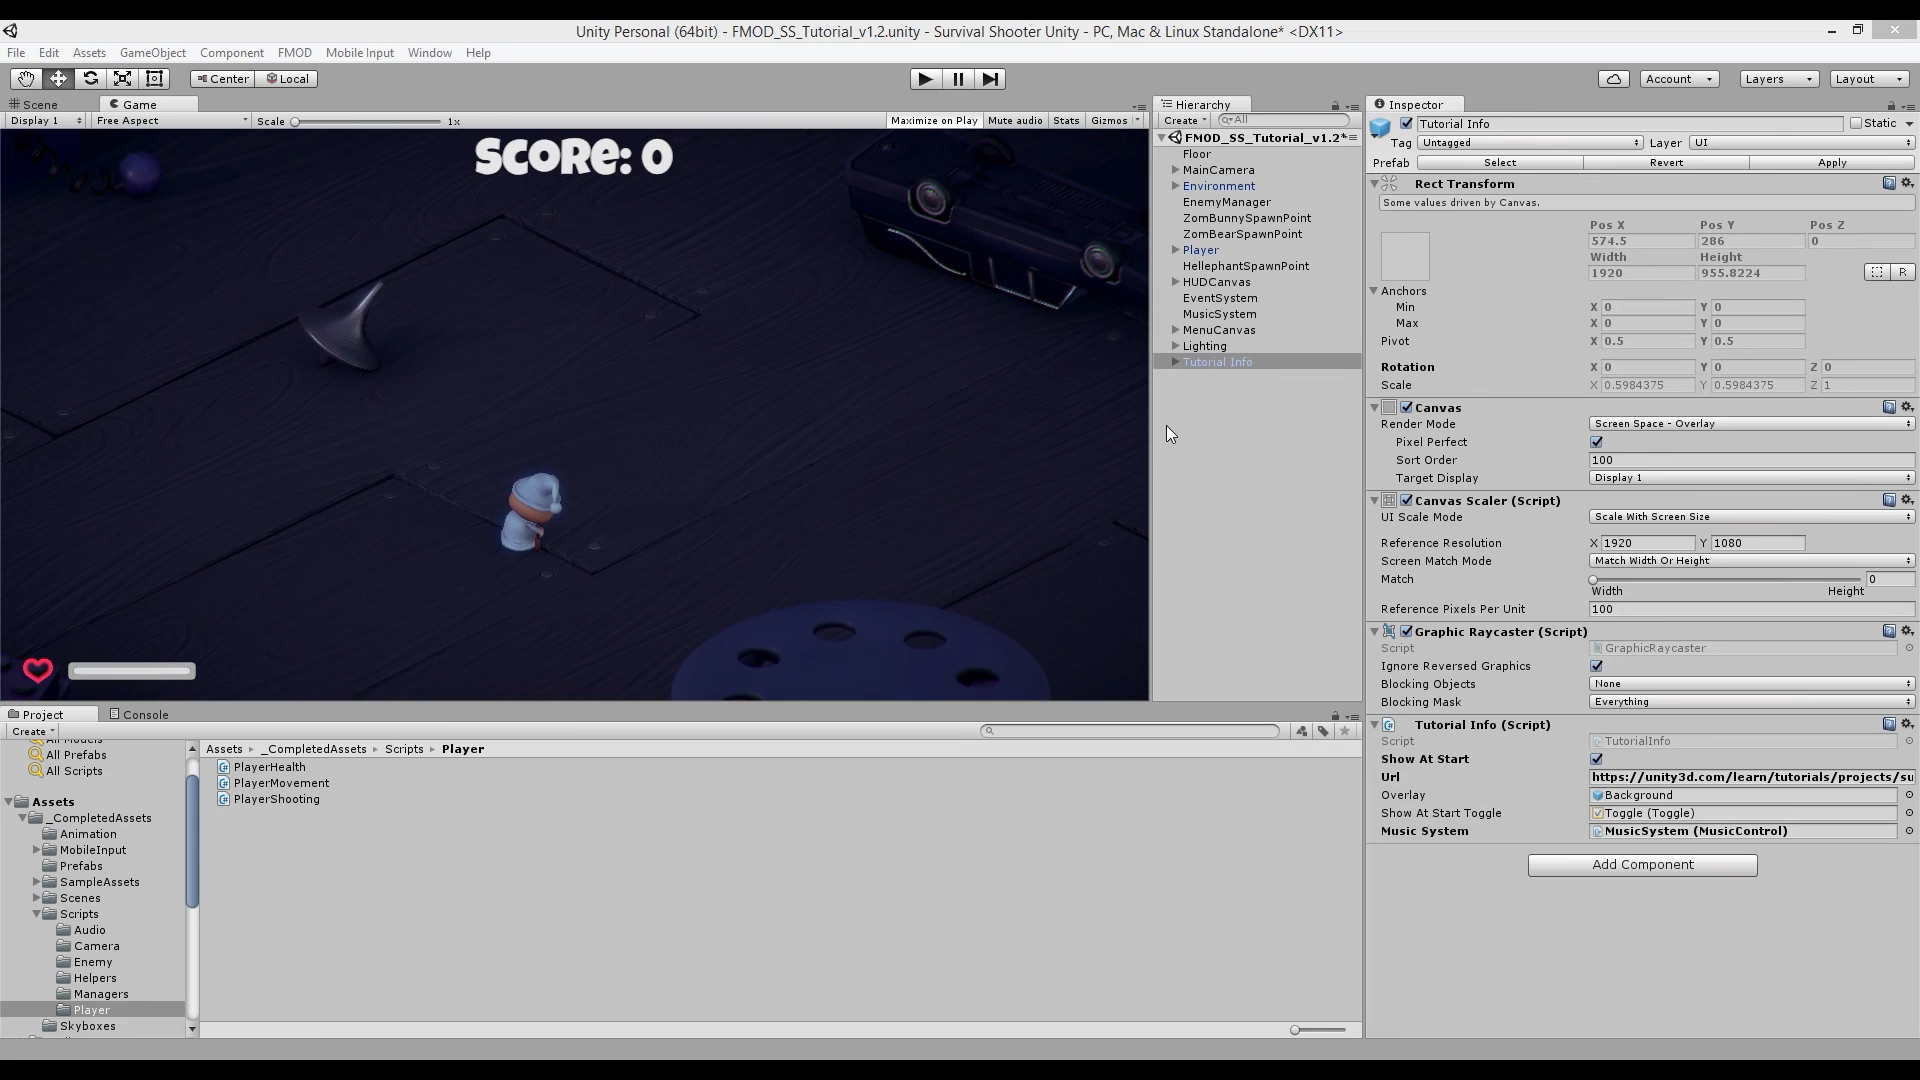 Unity Personal (64bit) - FMOD_SS_Tutorial_v1.2.unity - Survival Shooter Unity - PC, Mac & Linux Standalone* <DX11>
File Edit Assets GameObject Component FMOD Mobile Input Window Help
Center Local Account Layers Layout
Scene Game
Display 1 Free Aspect Scale 1x Maximize on Play Mute audio Stats Gizmos
SCORE: 0
Hierarchy
Create All
FMOD_SS_Tutorial_v1.2*
Floor
MainCamera
Environment
EnemyManager
ZomBunnySpawnPoint
ZomBearSpawnPoint
Player
HellephantSpawnPoint
HUDCanvas
EventSystem
MusicSystem
MenuCanvas
Lighting
Tutorial Info
Inspector
Tutorial Info Static
Tag Untagged Layer UI
Prefab Select Revert Apply
Rect Transform
Some values driven by Canvas.
Pos X Pos Y Pos Z
574.5 286 0
Width Height
1920 955.8224 R
Anchors
Min X 0 Y 0
Max X 0 Y 0
Pivot X 0.5 Y 0.5
Rotation X 0 Y 0 Z 0
Scale X 0.5984375 Y 0.5984375 Z 1
Canvas
Render Mode Screen Space - Overlay
Pixel Perfect
Sort Order 100
Target Display Display 1
Canvas Scaler (Script)
UI Scale Mode Scale With Screen Size
Reference Resolution X 1920 Y 1080
Screen Match Mode Match Width Or Height
Match 0
Width Height
Reference Pixels Per Unit 100
Graphic Raycaster (Script)
Script GraphicRaycaster
Ignore Reversed Graphics
Blocking Objects None
Blocking Mask Everything
Tutorial Info (Script)
Script TutorialInfo
Show At Start
Url https://unity3d.com/learn/tutorials/projects/su
Overlay Background
Show At Start Toggle Toggle (Toggle)
Music System MusicSystem (MusicControl)
Add Component
Project Console
Create
All Prefabs
All Scripts
Assets
_CompletedAssets
Animation
MobileInput
Prefabs
SampleAssets
Scenes
Scripts
Audio
Camera
Enemy
Helpers
Managers
Player
Skyboxes
Assets _CompletedAssets Scripts Player
PlayerHealth
PlayerMovement
PlayerShooting